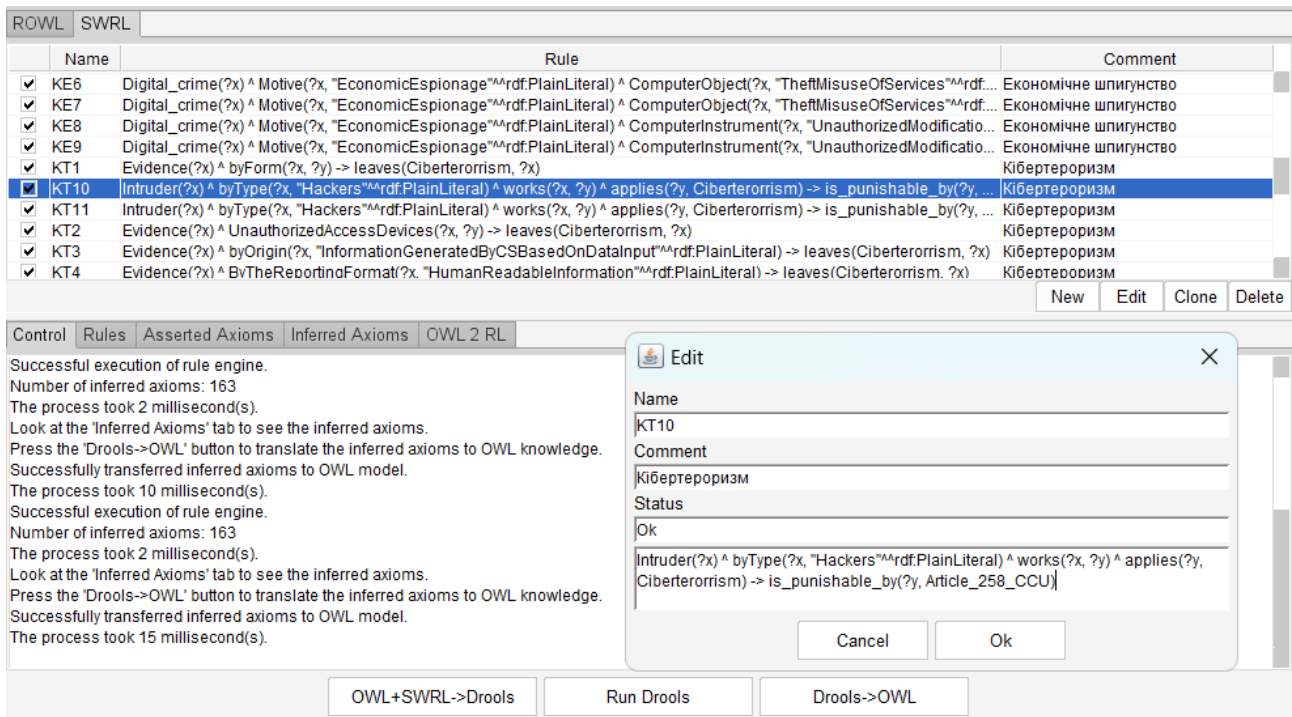 ROWL SWRL
Name Rule Comment
KE6 Digital_crime(?x) ^ Motive(?x, "EconomicEspionage"^^rdf:PlainLiteral) ^ ComputerObject(?x, "TheftMisuseOfServices"^^rdf:... Економічне шпигунство
KE7 Digital_crime(?x) ^ Motive(?x, "EconomicEspionage"^^rdf:PlainLiteral) ^ ComputerObject(?x, "TheftMisuseOfServices"^^rdf:... Економічне шпигунство
KE8 Digital_crime(?x) ^ Motive(?x, "EconomicEspionage"^^rdf:PlainLiteral) ^ ComputerInstrument(?x, "UnauthorizedModificatio... Економічне шпигунство
KE9 Digital_crime(?x) ^ Motive(?x, "EconomicEspionage"^^rdf:PlainLiteral) ^ ComputerInstrument(?x, "UnauthorizedModificatio... Економічне шпигунство
KT1 Evidence(?x) ^ byForm(?x, ?y) -> leaves(Ciberterorrism, ?x) Кібертероризм
KT10 Intruder(?x) ^ byType(?x, "Hackers"^^rdf:PlainLiteral) ^ works(?x, ?y) ^ applies(?y, Ciberterorrism) -> is_punishable_by(?y, ... Кібертероризм
KT11 Intruder(?x) ^ byType(?x, "Hackers"^^rdf:PlainLiteral) ^ works(?x, ?y) ^ applies(?y, Ciberterorrism) -> is_punishable_by(?y, ... Кібертероризм
KT2 Evidence(?x) ^ UnauthorizedAccessDevices(?x, ?y) -> leaves(Ciberterorrism, ?x) Кібертероризм
KT3 Evidence(?x) ^ byOrigin(?x, "InformationGeneratedByCSBasedOnDataInput"^^rdf:PlainLiteral) -> leaves(Ciberterorrism, ?x) Кібертероризм
KT4 Evidence(?x) ^ ByTheReportingFormat(?x, "HumanReadableInformation"^^rdf:PlainLiteral) -> leaves(Ciberterorrism, ?x) Кібертероризм
New Edit Clone Delete
Control Rules Asserted Axioms Inferred Axioms OWL 2 RL
Successful execution of rule engine.
Number of inferred axioms: 163
The process took 2 millisecond(s).
Look at the 'Inferred Axioms' tab to see the inferred axioms.
Press the 'Drools->OWL' button to translate the inferred axioms to OWL knowledge.
Successfully transferred inferred axioms to OWL model.
The process took 10 millisecond(s).
Successful execution of rule engine.
Number of inferred axioms: 163
The process took 2 millisecond(s).
Look at the 'Inferred Axioms' tab to see the inferred axioms.
Press the 'Drools->OWL' button to translate the inferred axioms to OWL knowledge.
Successfully transferred inferred axioms to OWL model.
The process took 15 millisecond(s).
Edit
Name
KT10
Comment
Кібертероризм
Status
Ok
Intruder(?x) ^ byType(?x, "Hackers"^^rdf:PlainLiteral) ^ works(?x, ?y) ^ applies(?y,
Ciberterorrism) -> is_punishable_by(?y, Article_258_CCU)
Cancel Ok
OWL+SWRL->Drools Run Drools Drools->OWL